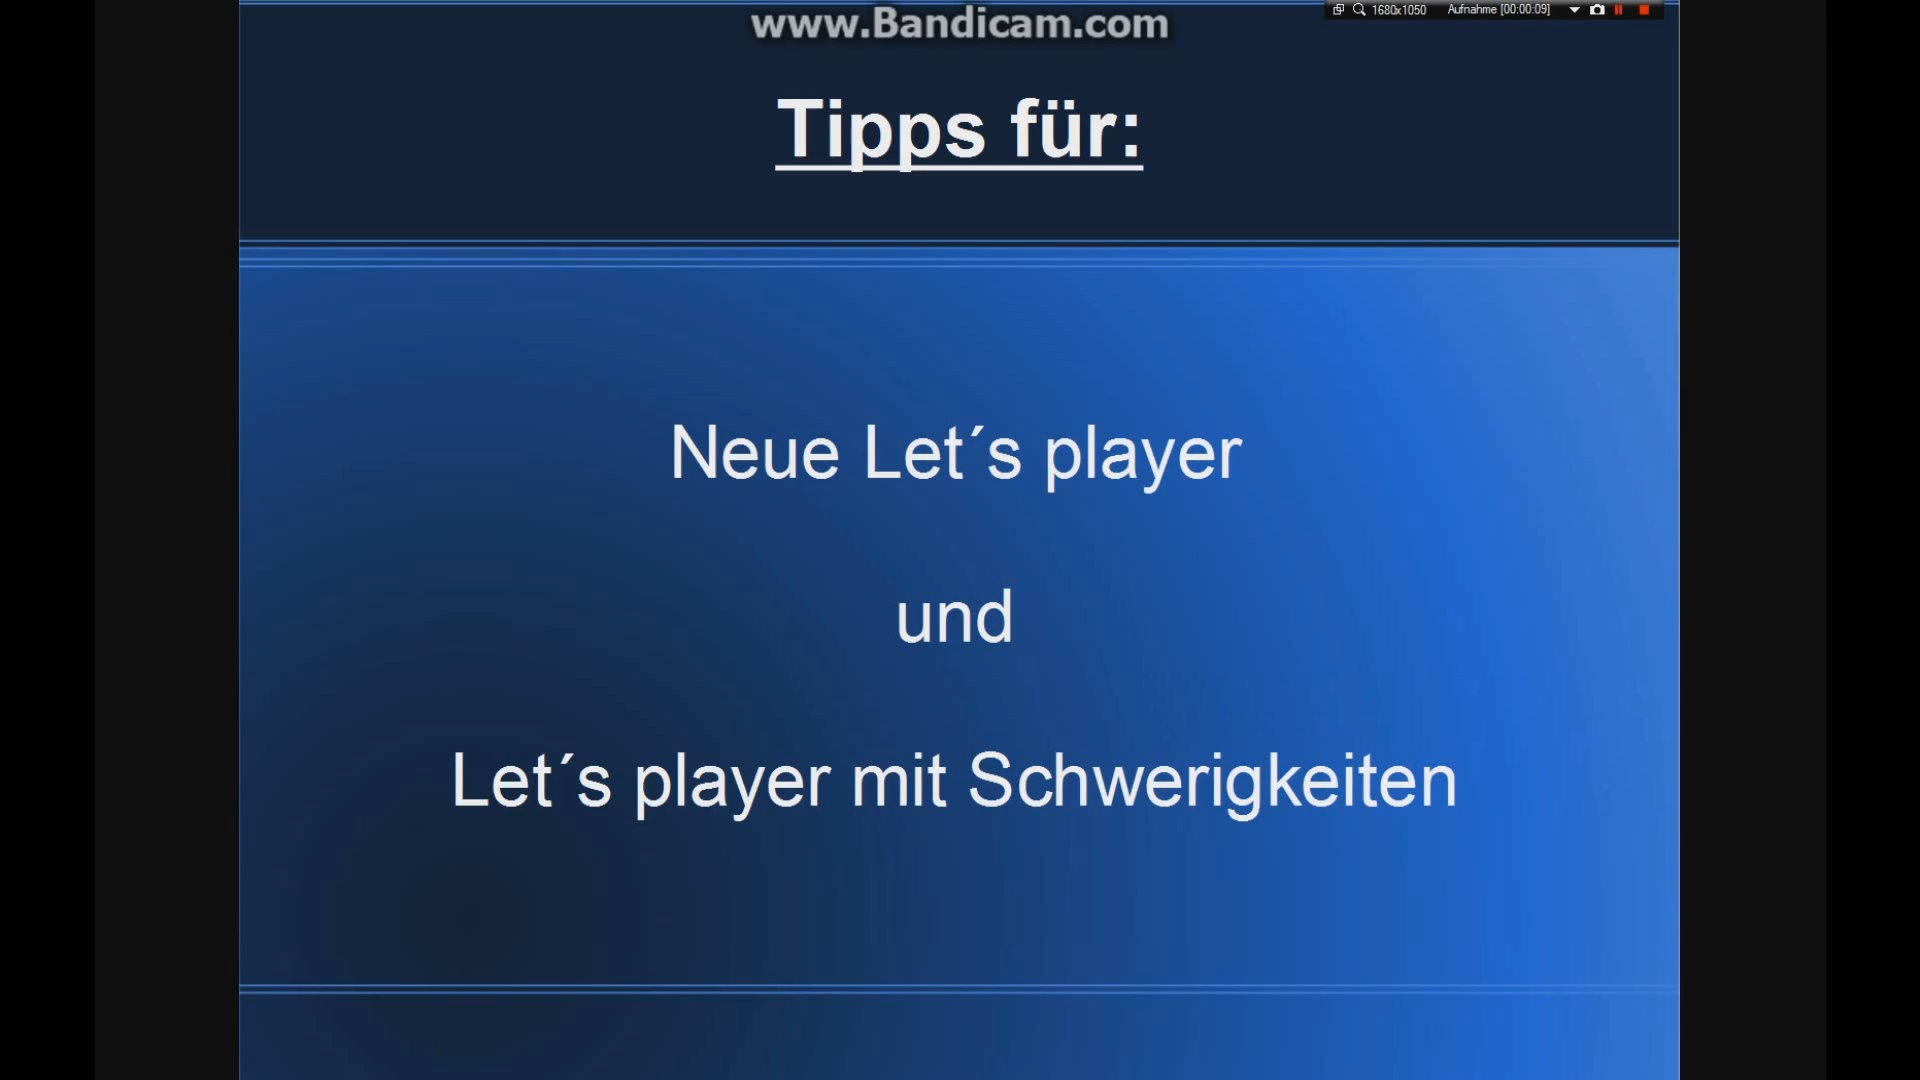 www.Bandicam.com
1680x1050 Aufnahme [00:00:09]
Tipps für:
Neue Let´s player
und
Let´s player mit Schwerigkeiten